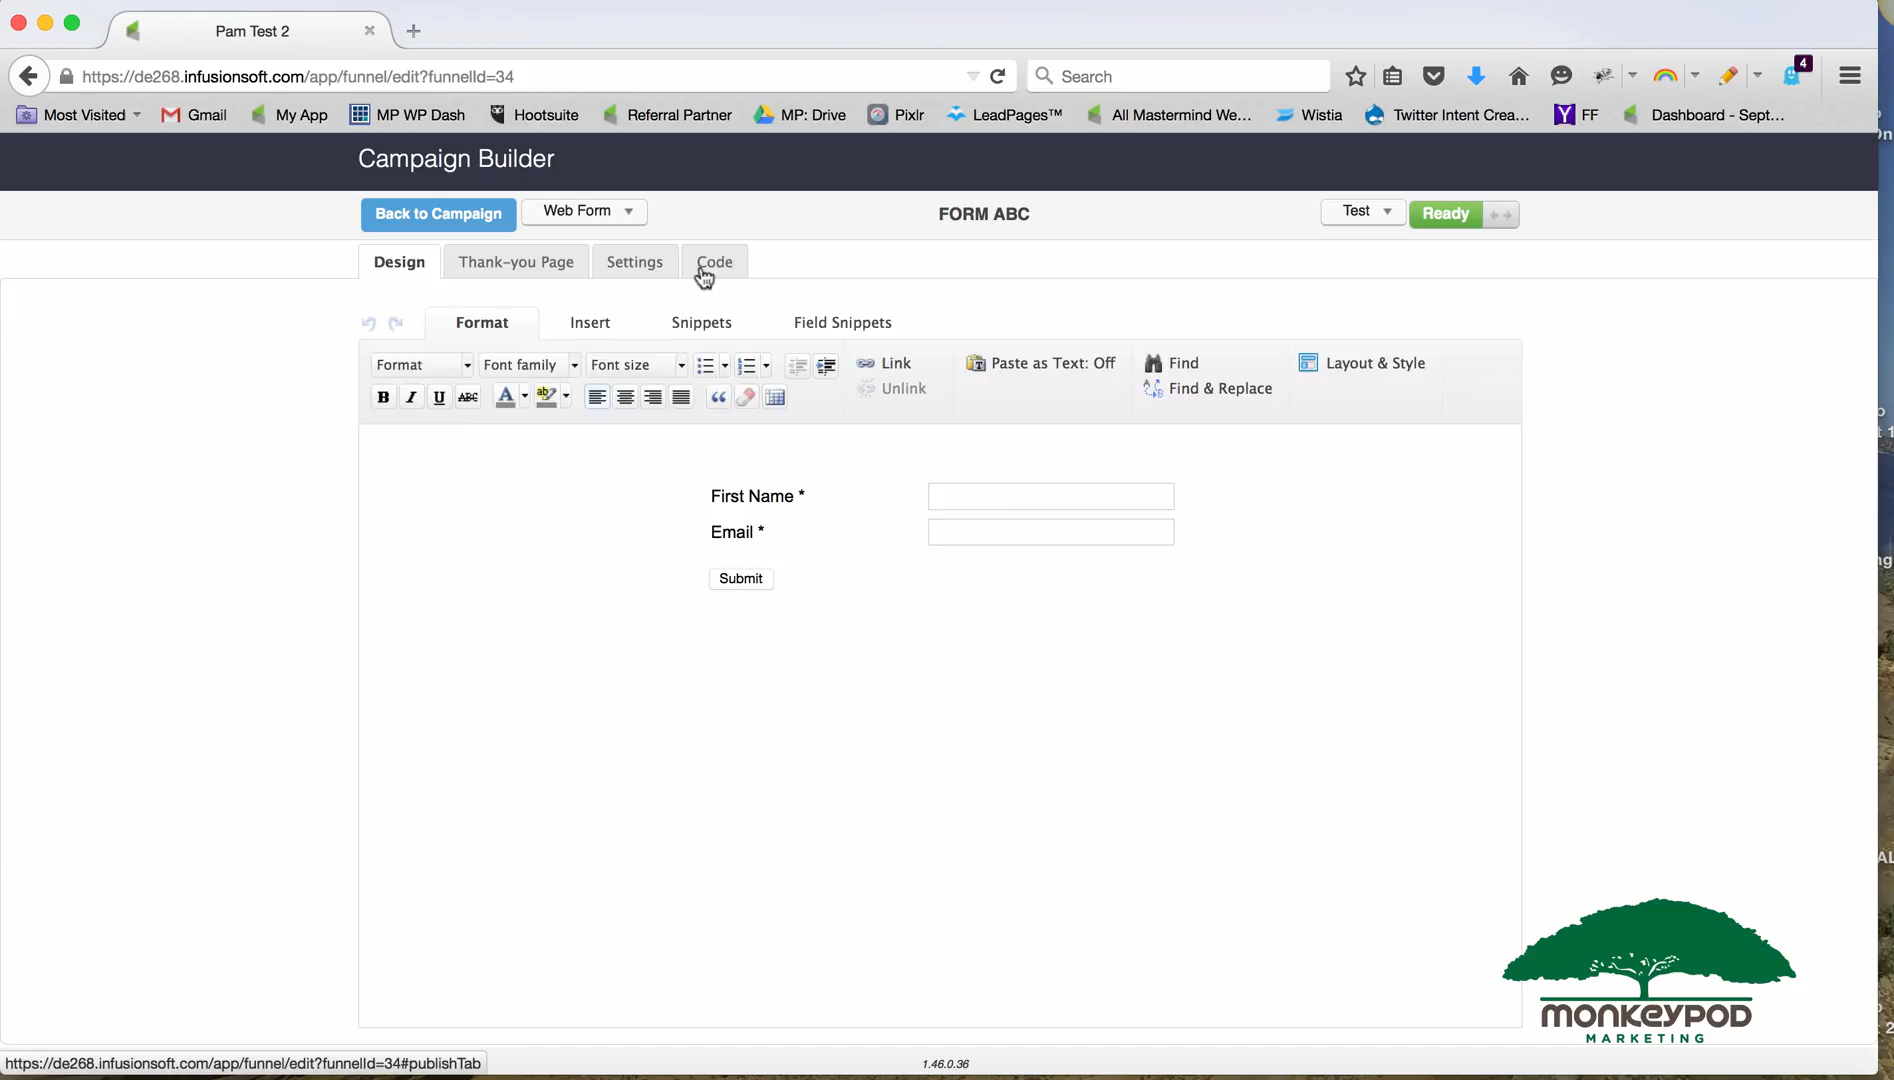 Pam Test 2
https://de268.infusionsoft.com/app/funnel/edit?funnelId=34
Search
4
Most Visited
Gmail
My App
MP WP Dash
Hootsuite
Referral Partner
MP: Drive
Pixlr
LeadPages™
All Mastermind We...
Wistia
Twitter Intent Crea...
FF
Dashboard - Sept...
Campaign Builder
Back to Campaign
Web Form
FORM ABC
Test
Ready
Design
Thank-you Page
Settings
Code
Format
Insert
Snippets
Field Snippets
Format
Font family
Font size
Link
Paste as Text: Off
Find
Layout & Style
B I U ABC
Unlink
Find & Replace
First Name *
Email *
Submit
MONKEYPOD
MARKETING
https://de268.infusionsoft.com/app/funnel/edit?funnelId=34#publishTab
1.46.0.36